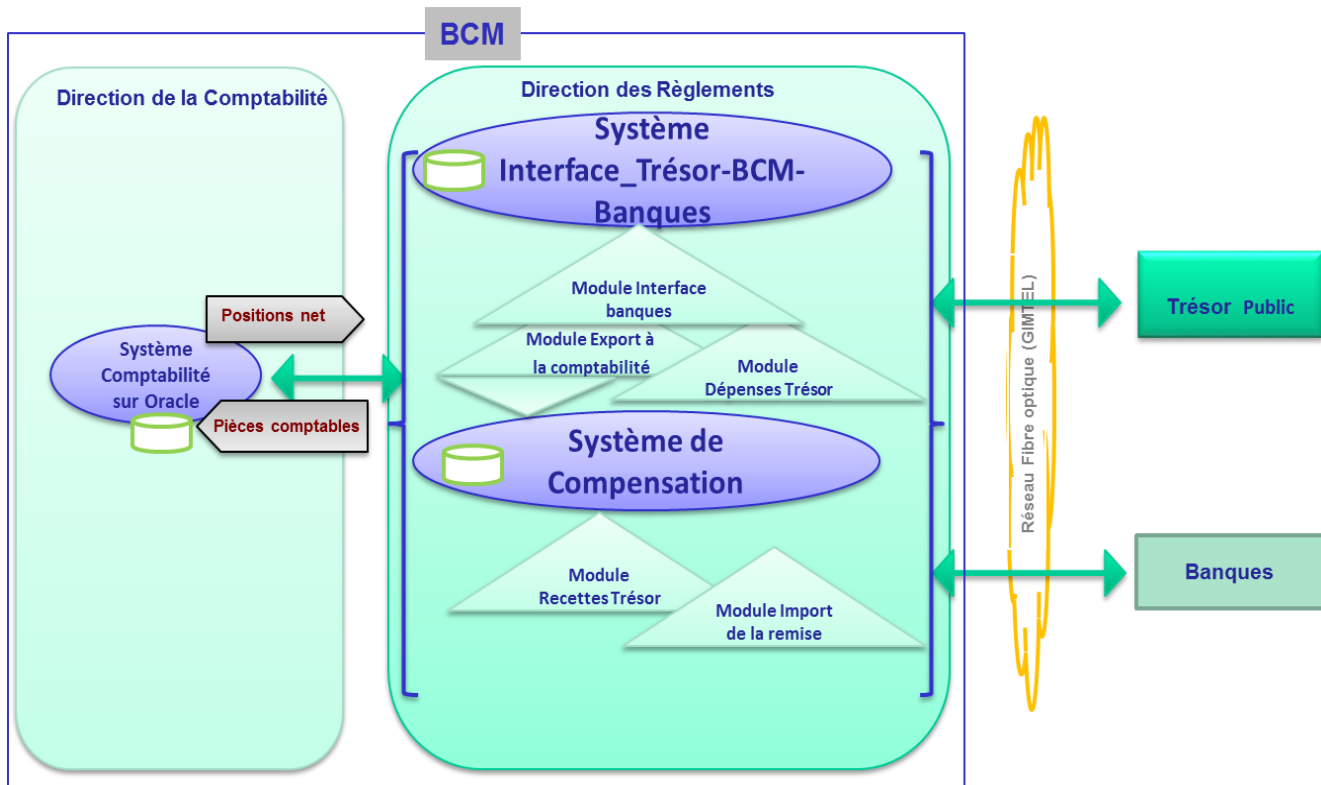 BCM
Direction de la Comptabilité
Positions net
Système
Comptabilité
sur Oracle
Pièces comptables
Direction des Règlements
Système
Interface_Trésor-BCM-
Banques
Module Interface
banques
Module Export à
la comptabilité
Module
Dépenses Trésor
Système de
Compensation
Module
Recettes Trésor
Module Import
de la remise
Réseau Fibre optique (GIMTEL)
Trésor Public
Banques